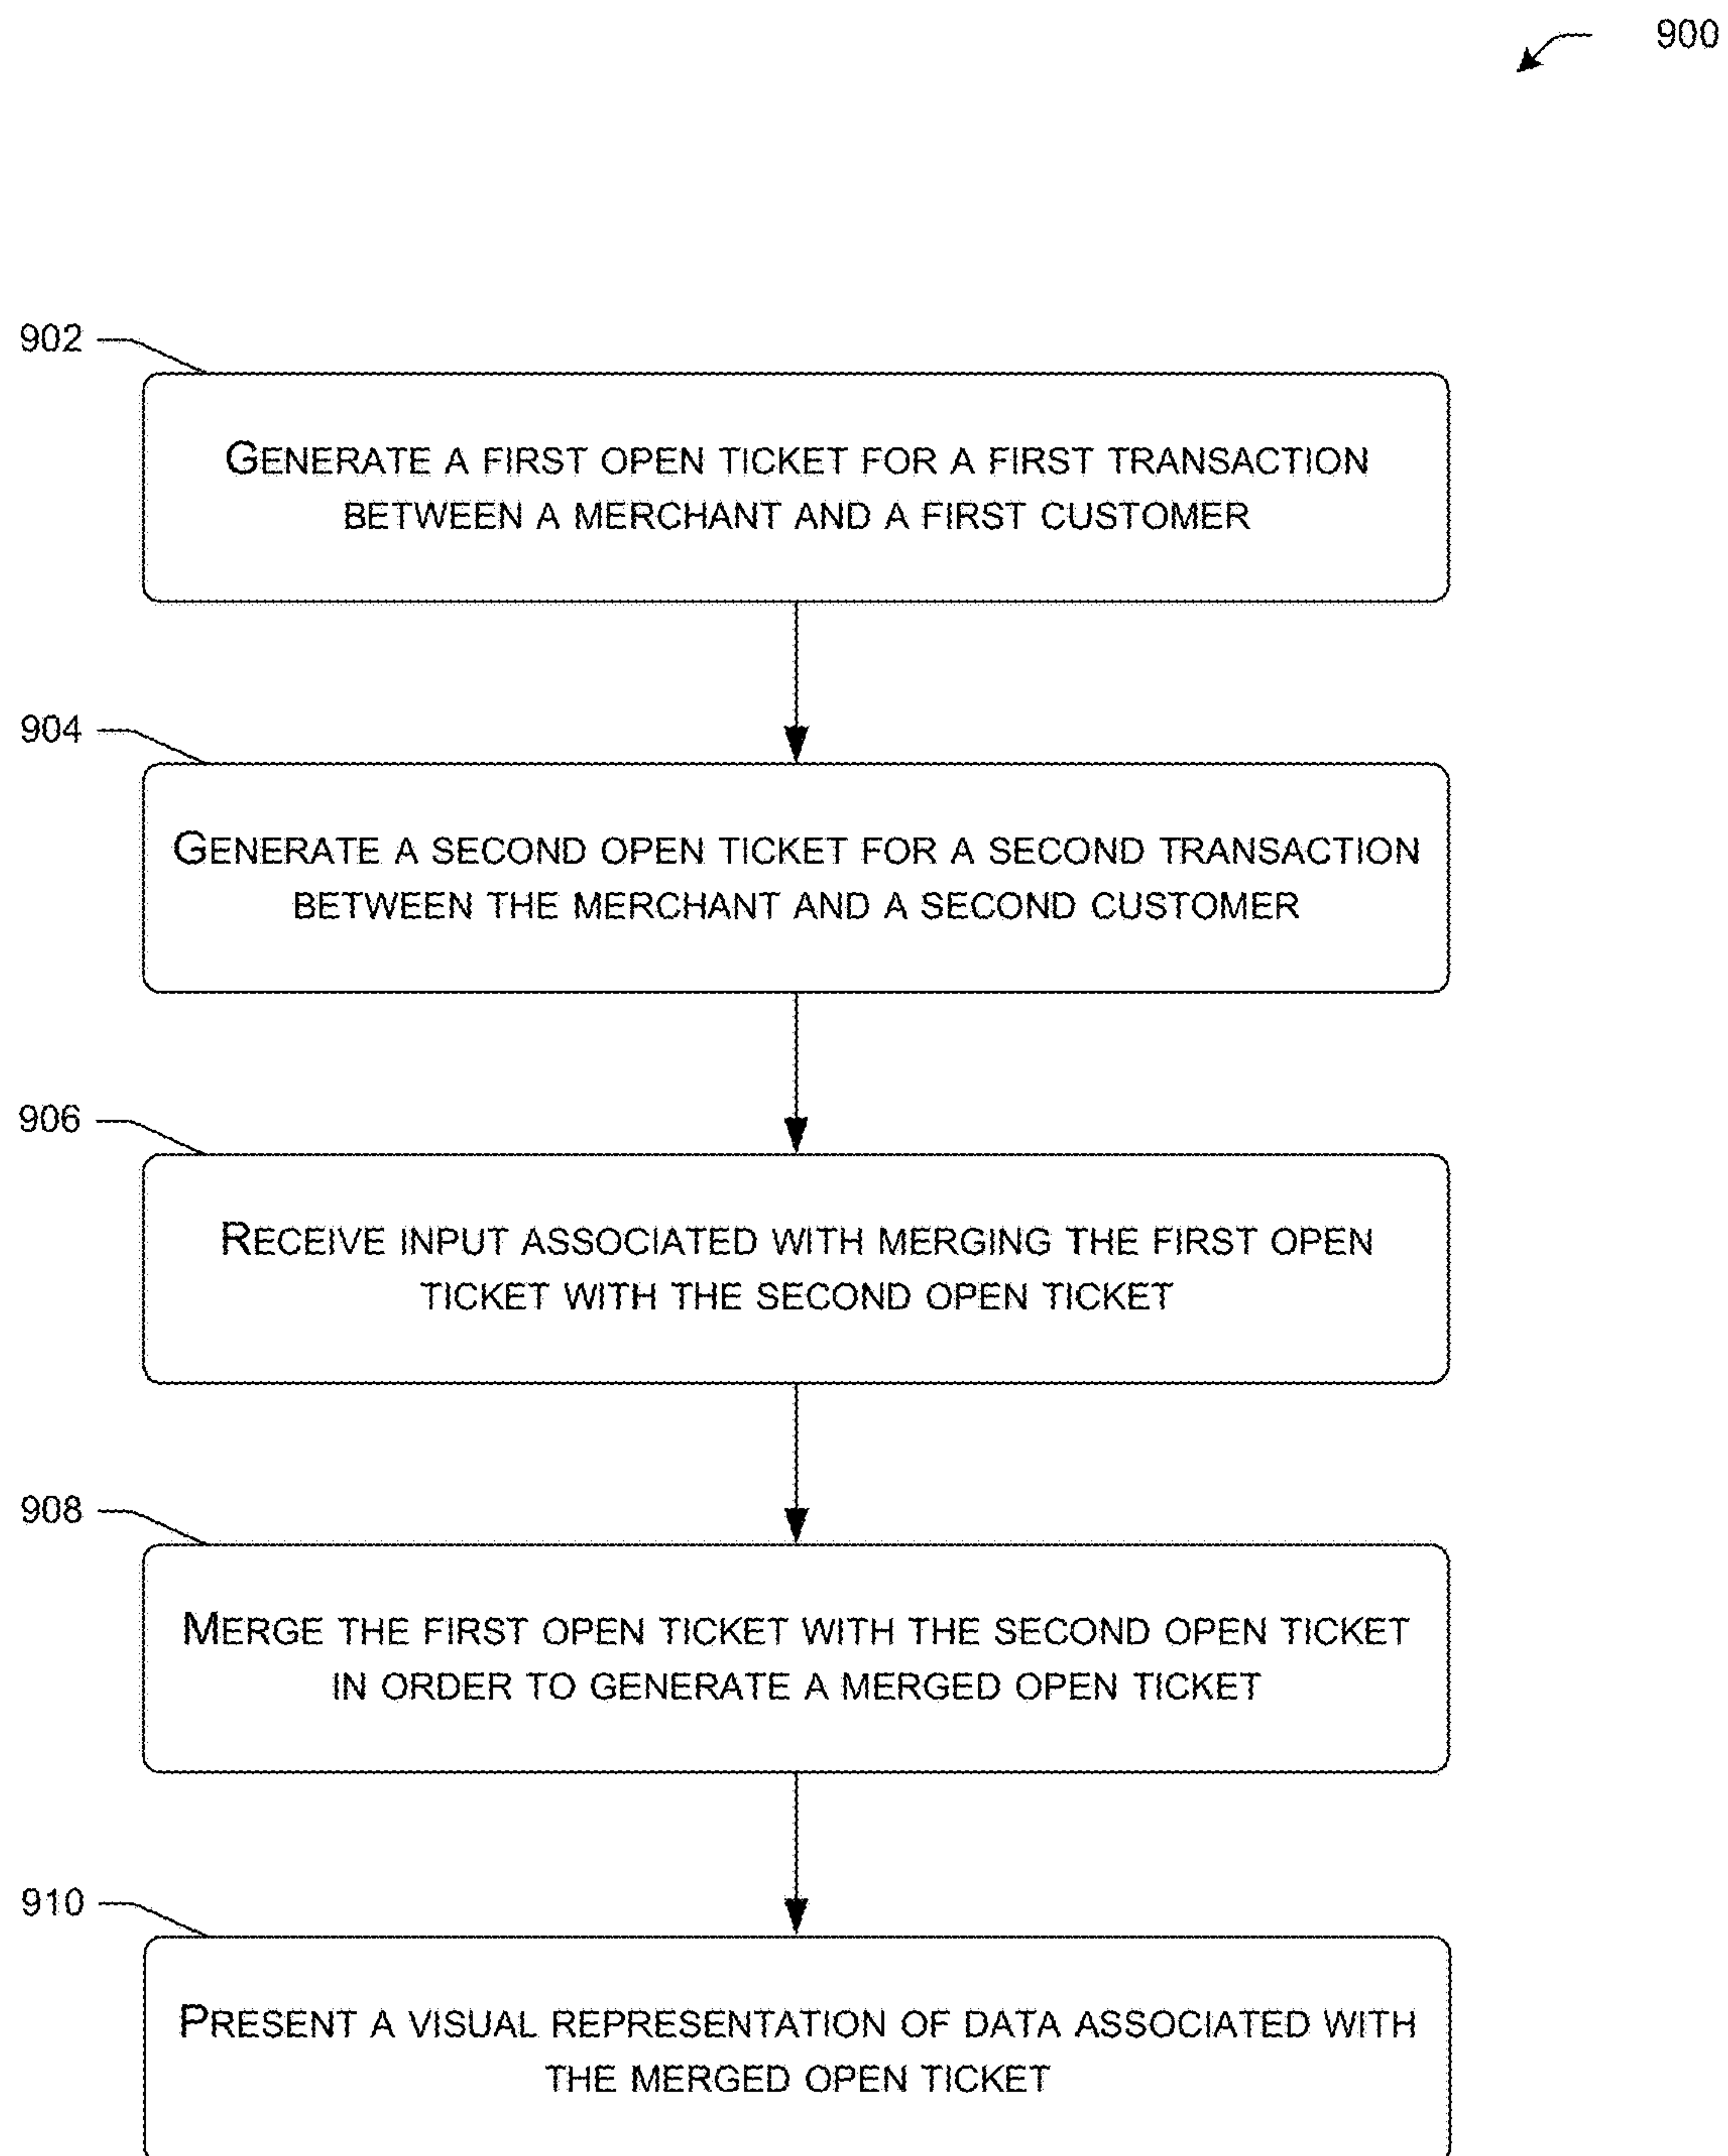 900
902
GENERATE A FIRST OPEN TICKET FOR A FIRST TRANSACTION
BETWEEN A MERCHANT AND A FIRST CUSTOMER
904
GENERATE A SECOND OPEN TICKET FOR A SECOND TRANSACTION
BETWEEN THE MERCHANT AND A SECOND CUSTOMER
906
RECEIVE INPUT ASSOCIATED WITH MERGING THE FIRST OPEN
TICKET WITH THE SECOND OPEN TICKET
908
MERGE THE FIRST OPEN TICKET WITH THE SECOND OPEN TICKET
IN ORDER TO GENERATE A MERGED OPEN TICKET
910
PRESENT A VISUAL REPRESENTATION OF DATA ASSOCIATED WITH
THE MERGED OPEN TICKET